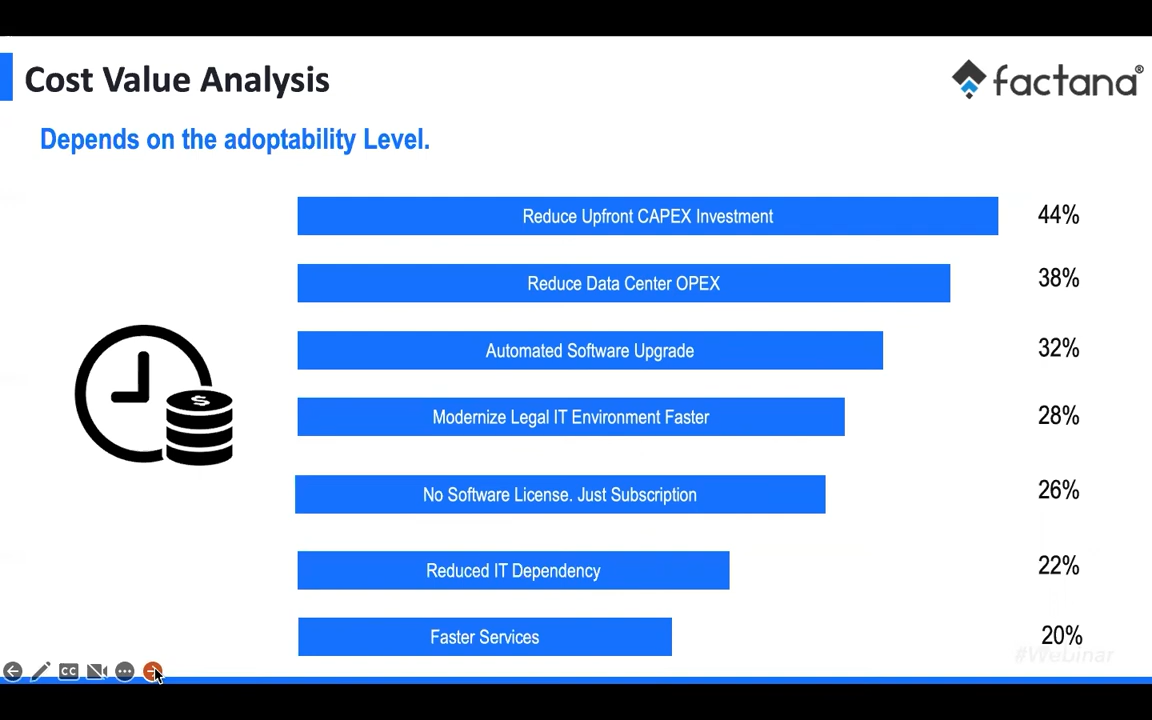 Cost Value Analysis
factana®
Depends on the adoptability Level.
Reduce Upfront CAPEX Investment 44%
Reduce Data Center OPEX 38%
Automated Software Upgrade 32%
Modernize Legal IT Environment Faster 28%
No Software License. Just Subscription 26%
$
Reduced IT Dependency 22%
Faster Services 20%
#Webinar
CC